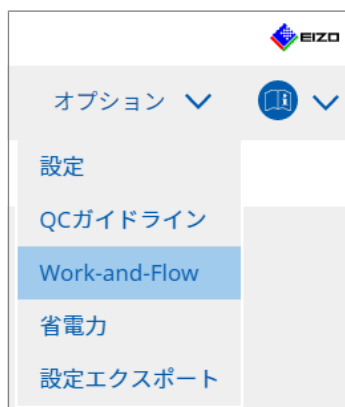 EIZO
オプション
設定
QCガイドライン
Work-and-Flow
省電力
設定エクスポート